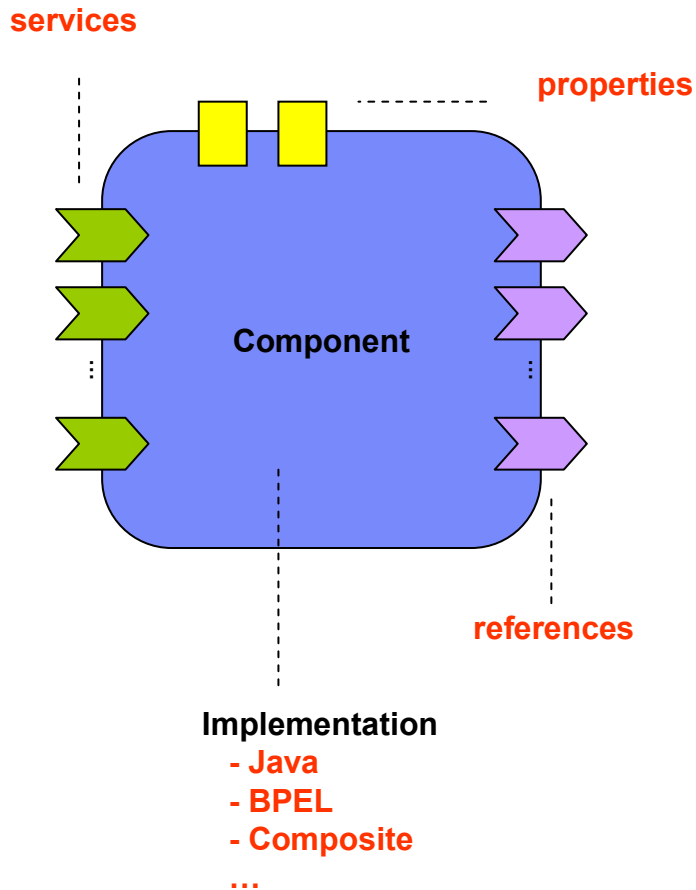 services
properties
...
Component
...
references
Implementation
- Java
- BPEL
- Composite
...